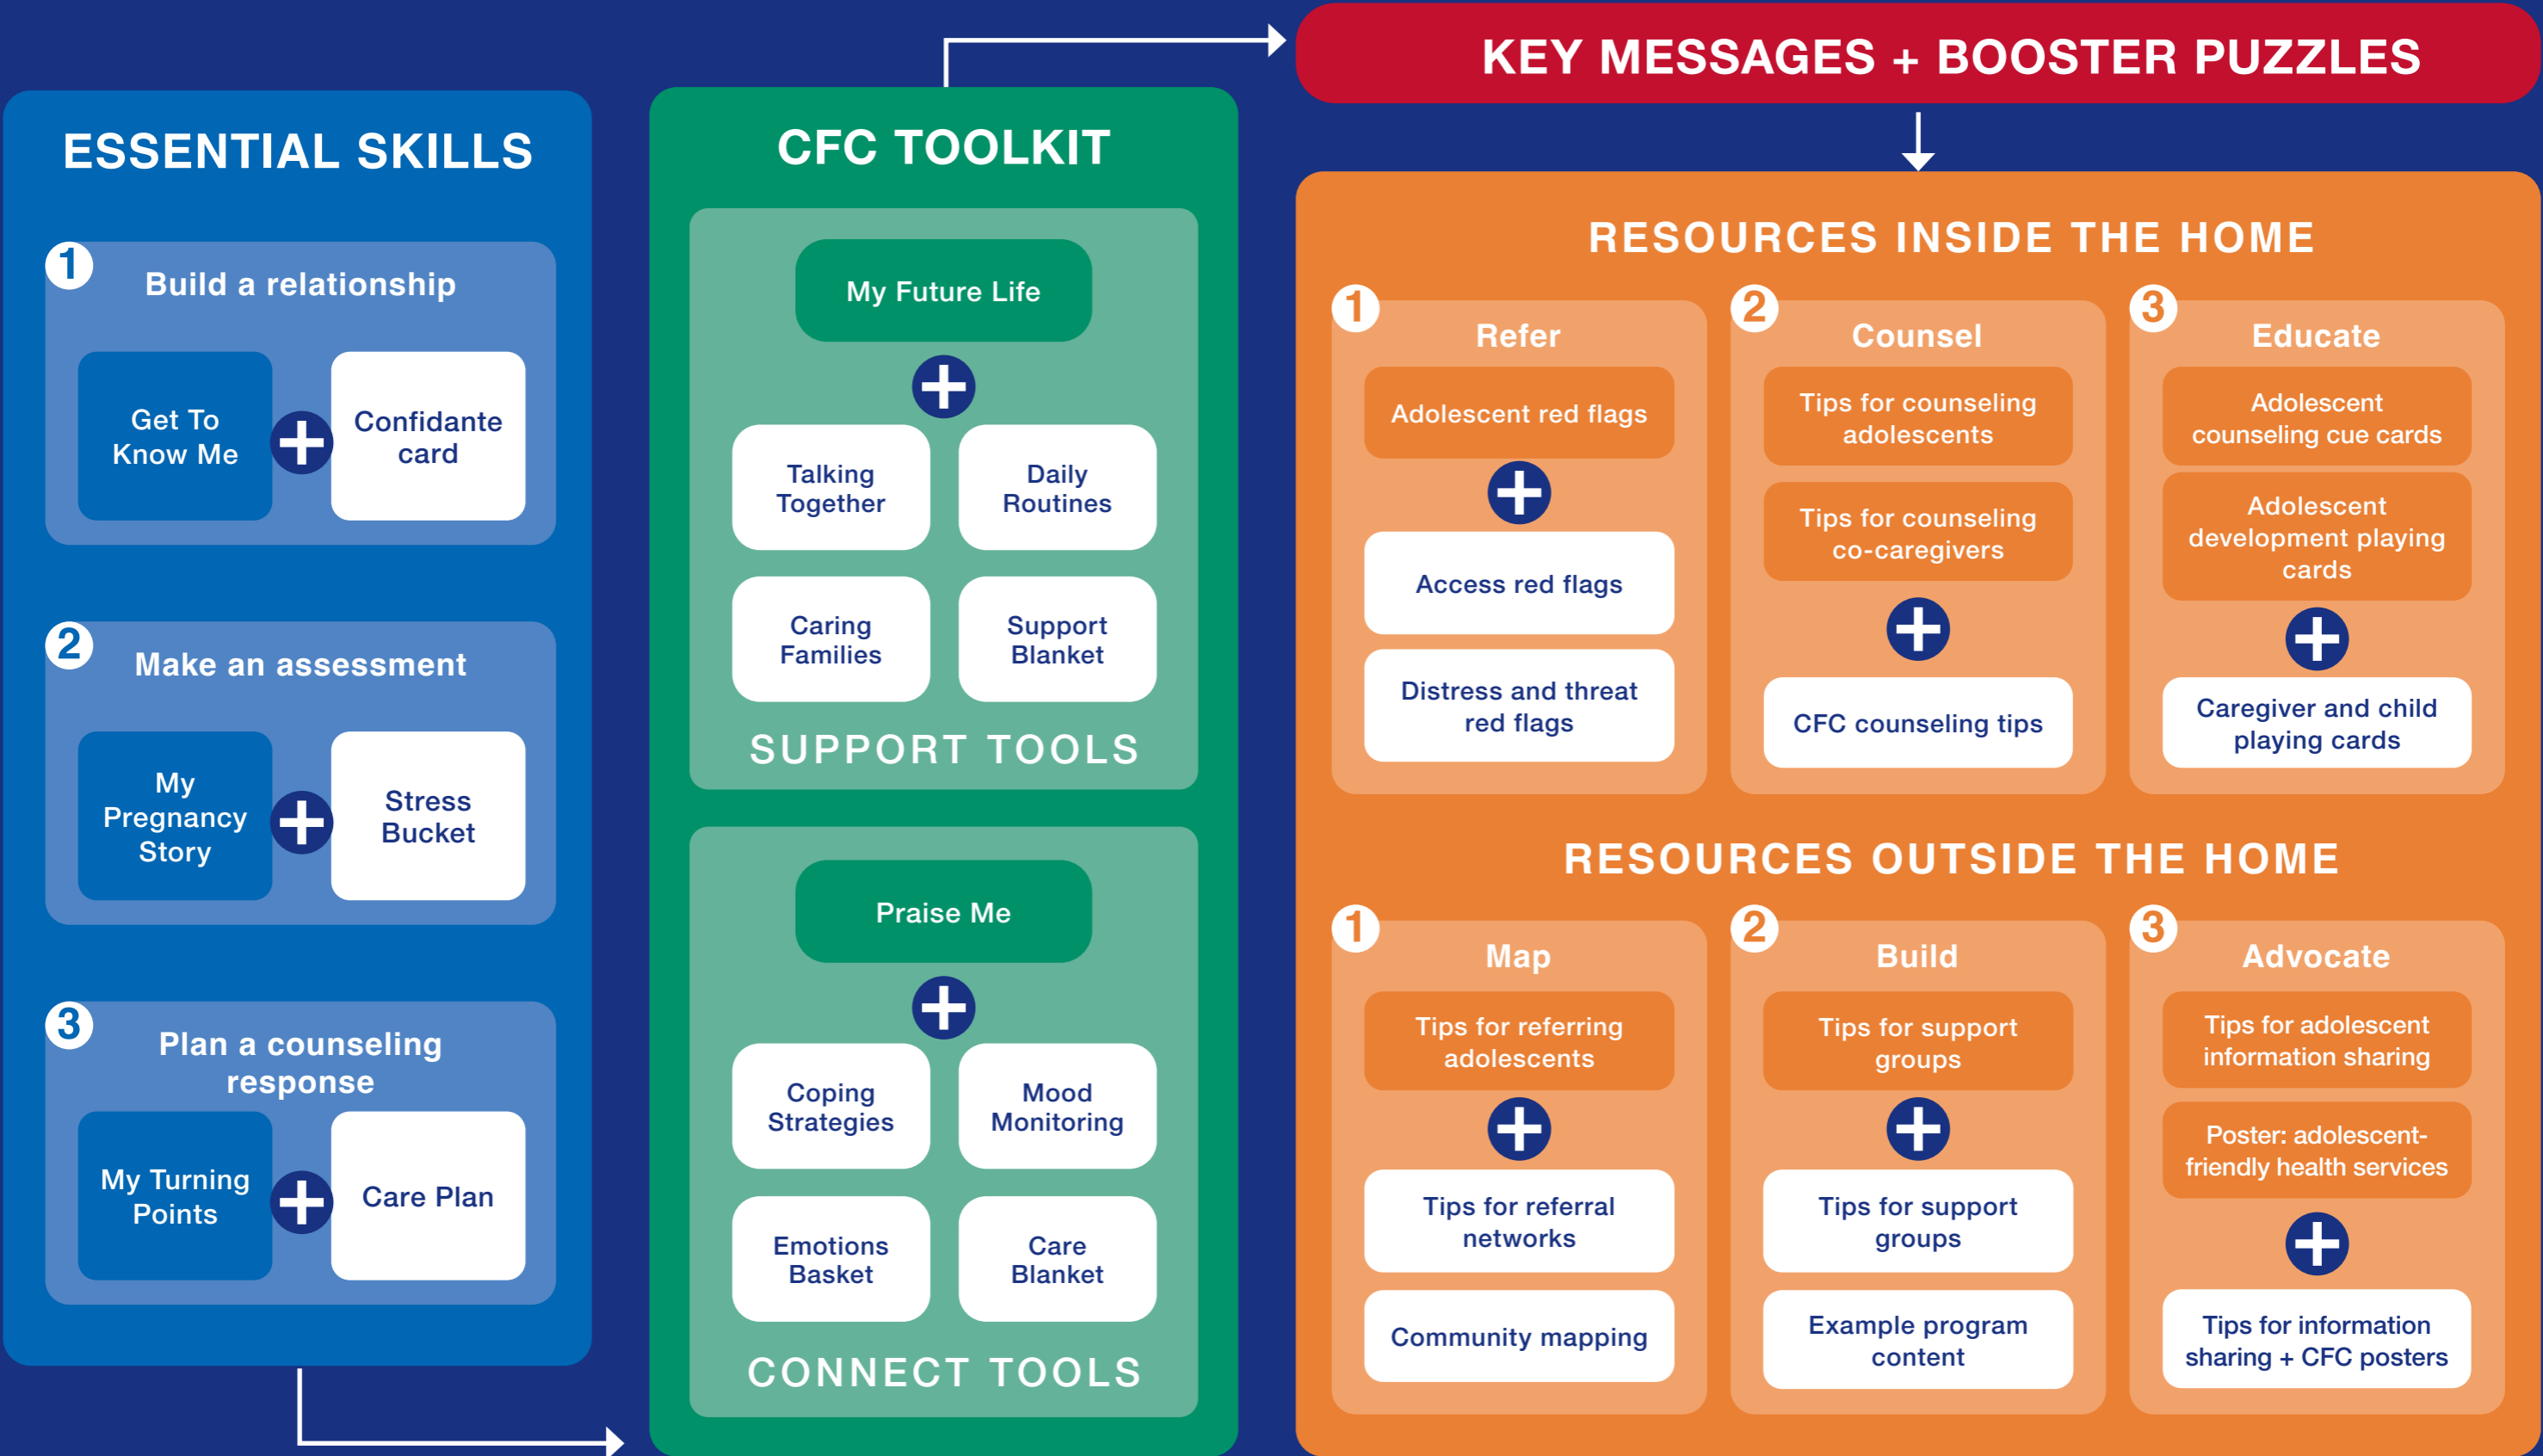 ESSENTIAL SKILLS
1
Build a relationship
Get To
Know Me
Confidante
card
2
Make an assessment
My
Pregnancy
Story
Stress
Bucket
3
Plan a counseling
response
My Turning
Points
Care Plan
CFC TOOLKIT
My Future Life
Talking
Together
Daily
Routines
Caring
Families
Support
Blanket
SUPPORT TOOLS
Praise Me
Coping
Strategies
Mood
Monitoring
Emotions
Basket
Care
Blanket
CONNECT TOOLS
KEY MESSAGES + BOOSTER PUZZLES
RESOURCES INSIDE THE HOME
1
Refer
Adolescent red flags
Access red flags
Distress and threat
red flags
2
Counsel
Tips for counseling
adolescents
Tips for counseling
co-caregivers
CFC counseling tips
3
Educate
Adolescent
counseling cue cards
Adolescent
development playing
cards
Caregiver and child
playing cards
RESOURCES OUTSIDE THE HOME
1
Map
Tips for referring
adolescents
Tips for referral
networks
Community mapping
2
Build
Tips for support
groups
Tips for support
groups
Example program
content
3
Advocate
Tips for adolescent
information sharing
Poster: adolescent-
friendly health services
Tips for information
sharing + CFC posters